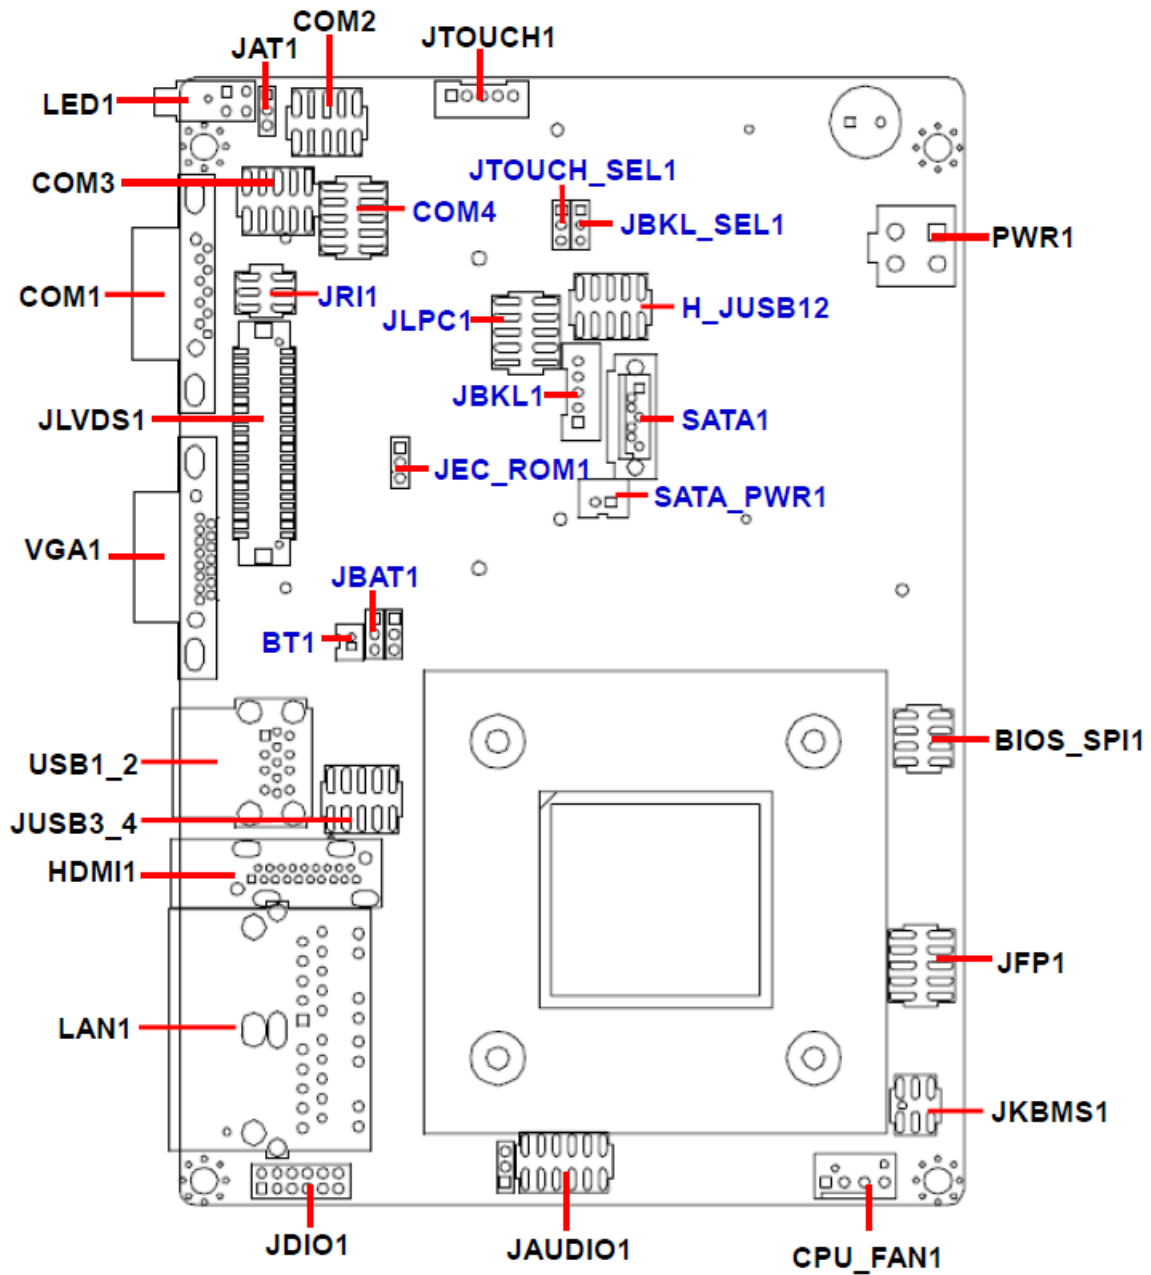 COM2
JAT1
JTOUCH1
LED1
JTOUCH_SEL1
COM3
COM4
JBKL_SEL1
PWR1
COM1
JRI1
JLPC1
H_JUSB12
JBKL1
JLVDS1
SATA1
JEC_ROM1
SATA_PWR1
VGA1
JBAT1
BT1
BIOS_SPI1
USB1_2
JUSB3_4
HDMI1
JFP1
LAN1
JKBMS1
JDIO1
JAUDIO1
CPU_FAN1